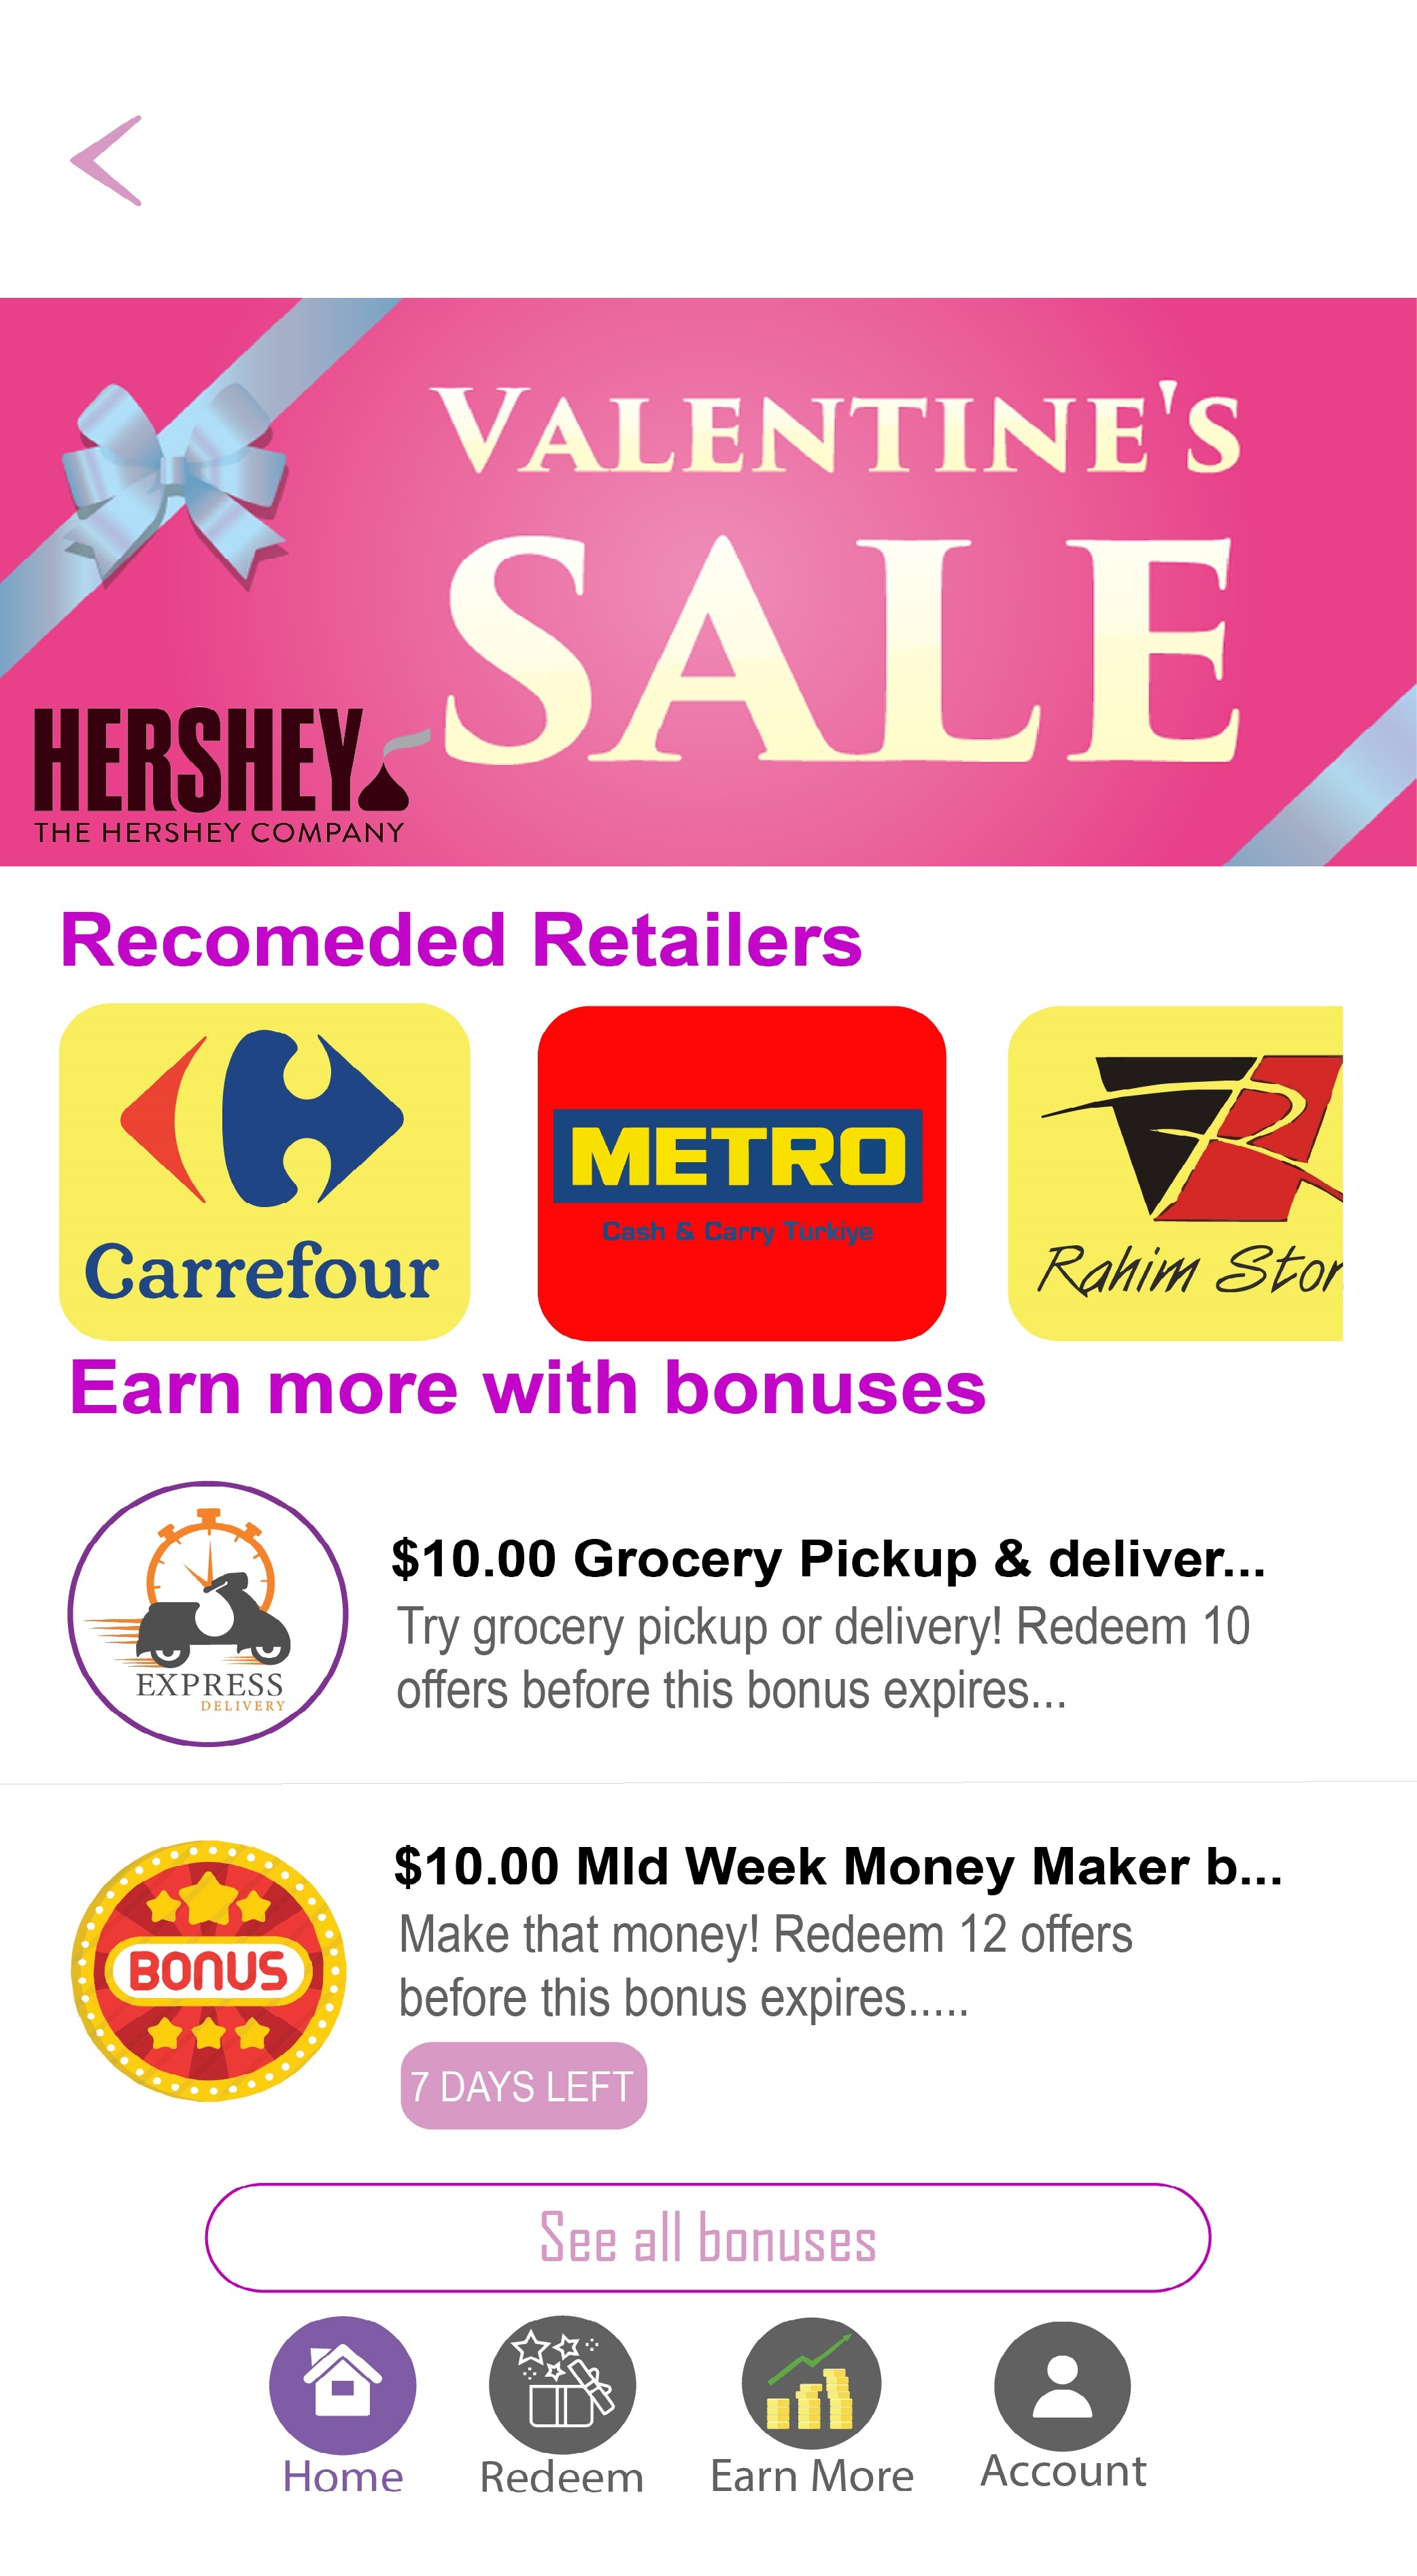 VALENTINE'S
SALE
HERSHEY
THE HERSHEY COMPANY
Recomeded Retailers
Carrefour
METRO
Cash & Carry Türkiye
Rahim Stor
Earn more with bonuses
EXPRESS
DELIVERY
$10.00 Grocery Pickup & deliver...
Try grocery pickup or delivery! Redeem 10
offers before this bonus expires...
BONUS
$10.00 MId Week Money Maker b...
Make that money! Redeem 12 offers
before this bonus expires.....
7 DAYS LEFT
See all bonuses
Home
Redeem
Earn More
Account